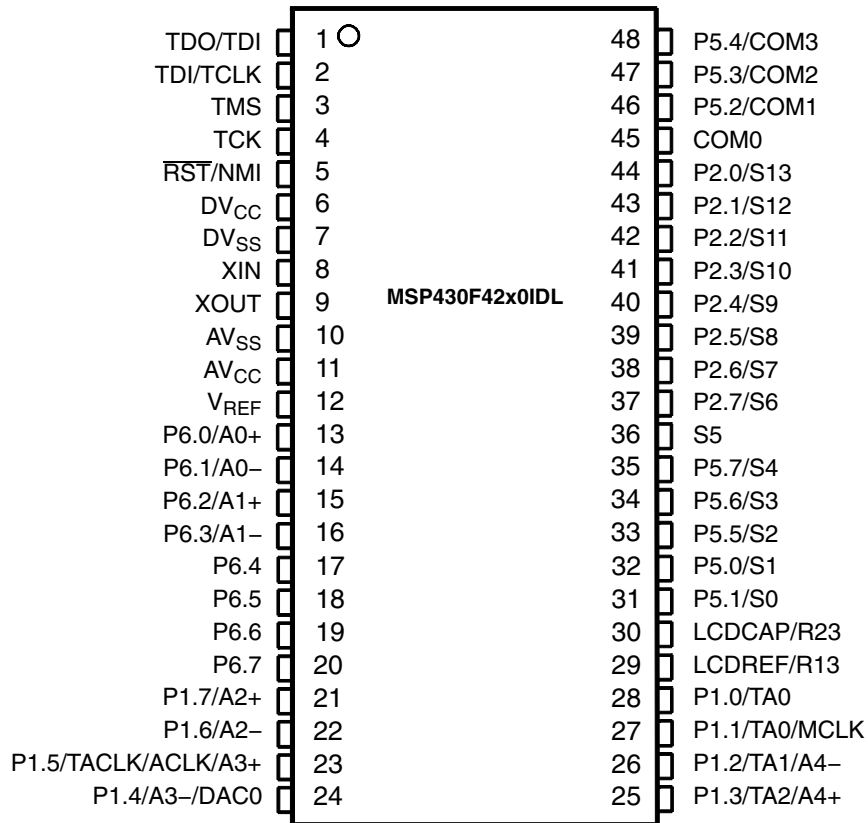 TDO/TDI 1 48 P5.4/COM3
TDI/TCLK 2 47 P5.3/COM2
TMS 3 46 P5.2/COM1
TCK 4 45 COM0
R̅S̅T̅/NMI 5 44 P2.0/S13
DVCC 6 43 P2.1/S12
DVSS 7 42 P2.2/S11
XIN 8 41 P2.3/S10
XOUT 9 MSP430F42x0IDL 40 P2.4/S9
AVSS 10 39 P2.5/S8
AVCC 11 38 P2.6/S7
VREF 12 37 P2.7/S6
P6.0/A0+ 13 36 S5
P6.1/A0− 14 35 P5.7/S4
P6.2/A1+ 15 34 P5.6/S3
P6.3/A1− 16 33 P5.5/S2
P6.4 17 32 P5.0/S1
P6.5 18 31 P5.1/S0
P6.6 19 30 LCDCAP/R23
P6.7 20 29 LCDREF/R13
P1.7/A2+ 21 28 P1.0/TA0
P1.6/A2− 22 27 P1.1/TA0/MCLK
P1.5/TACLK/ACLK/A3+ 23 26 P1.2/TA1/A4−
P1.4/A3−/DAC0 24 25 P1.3/TA2/A4+